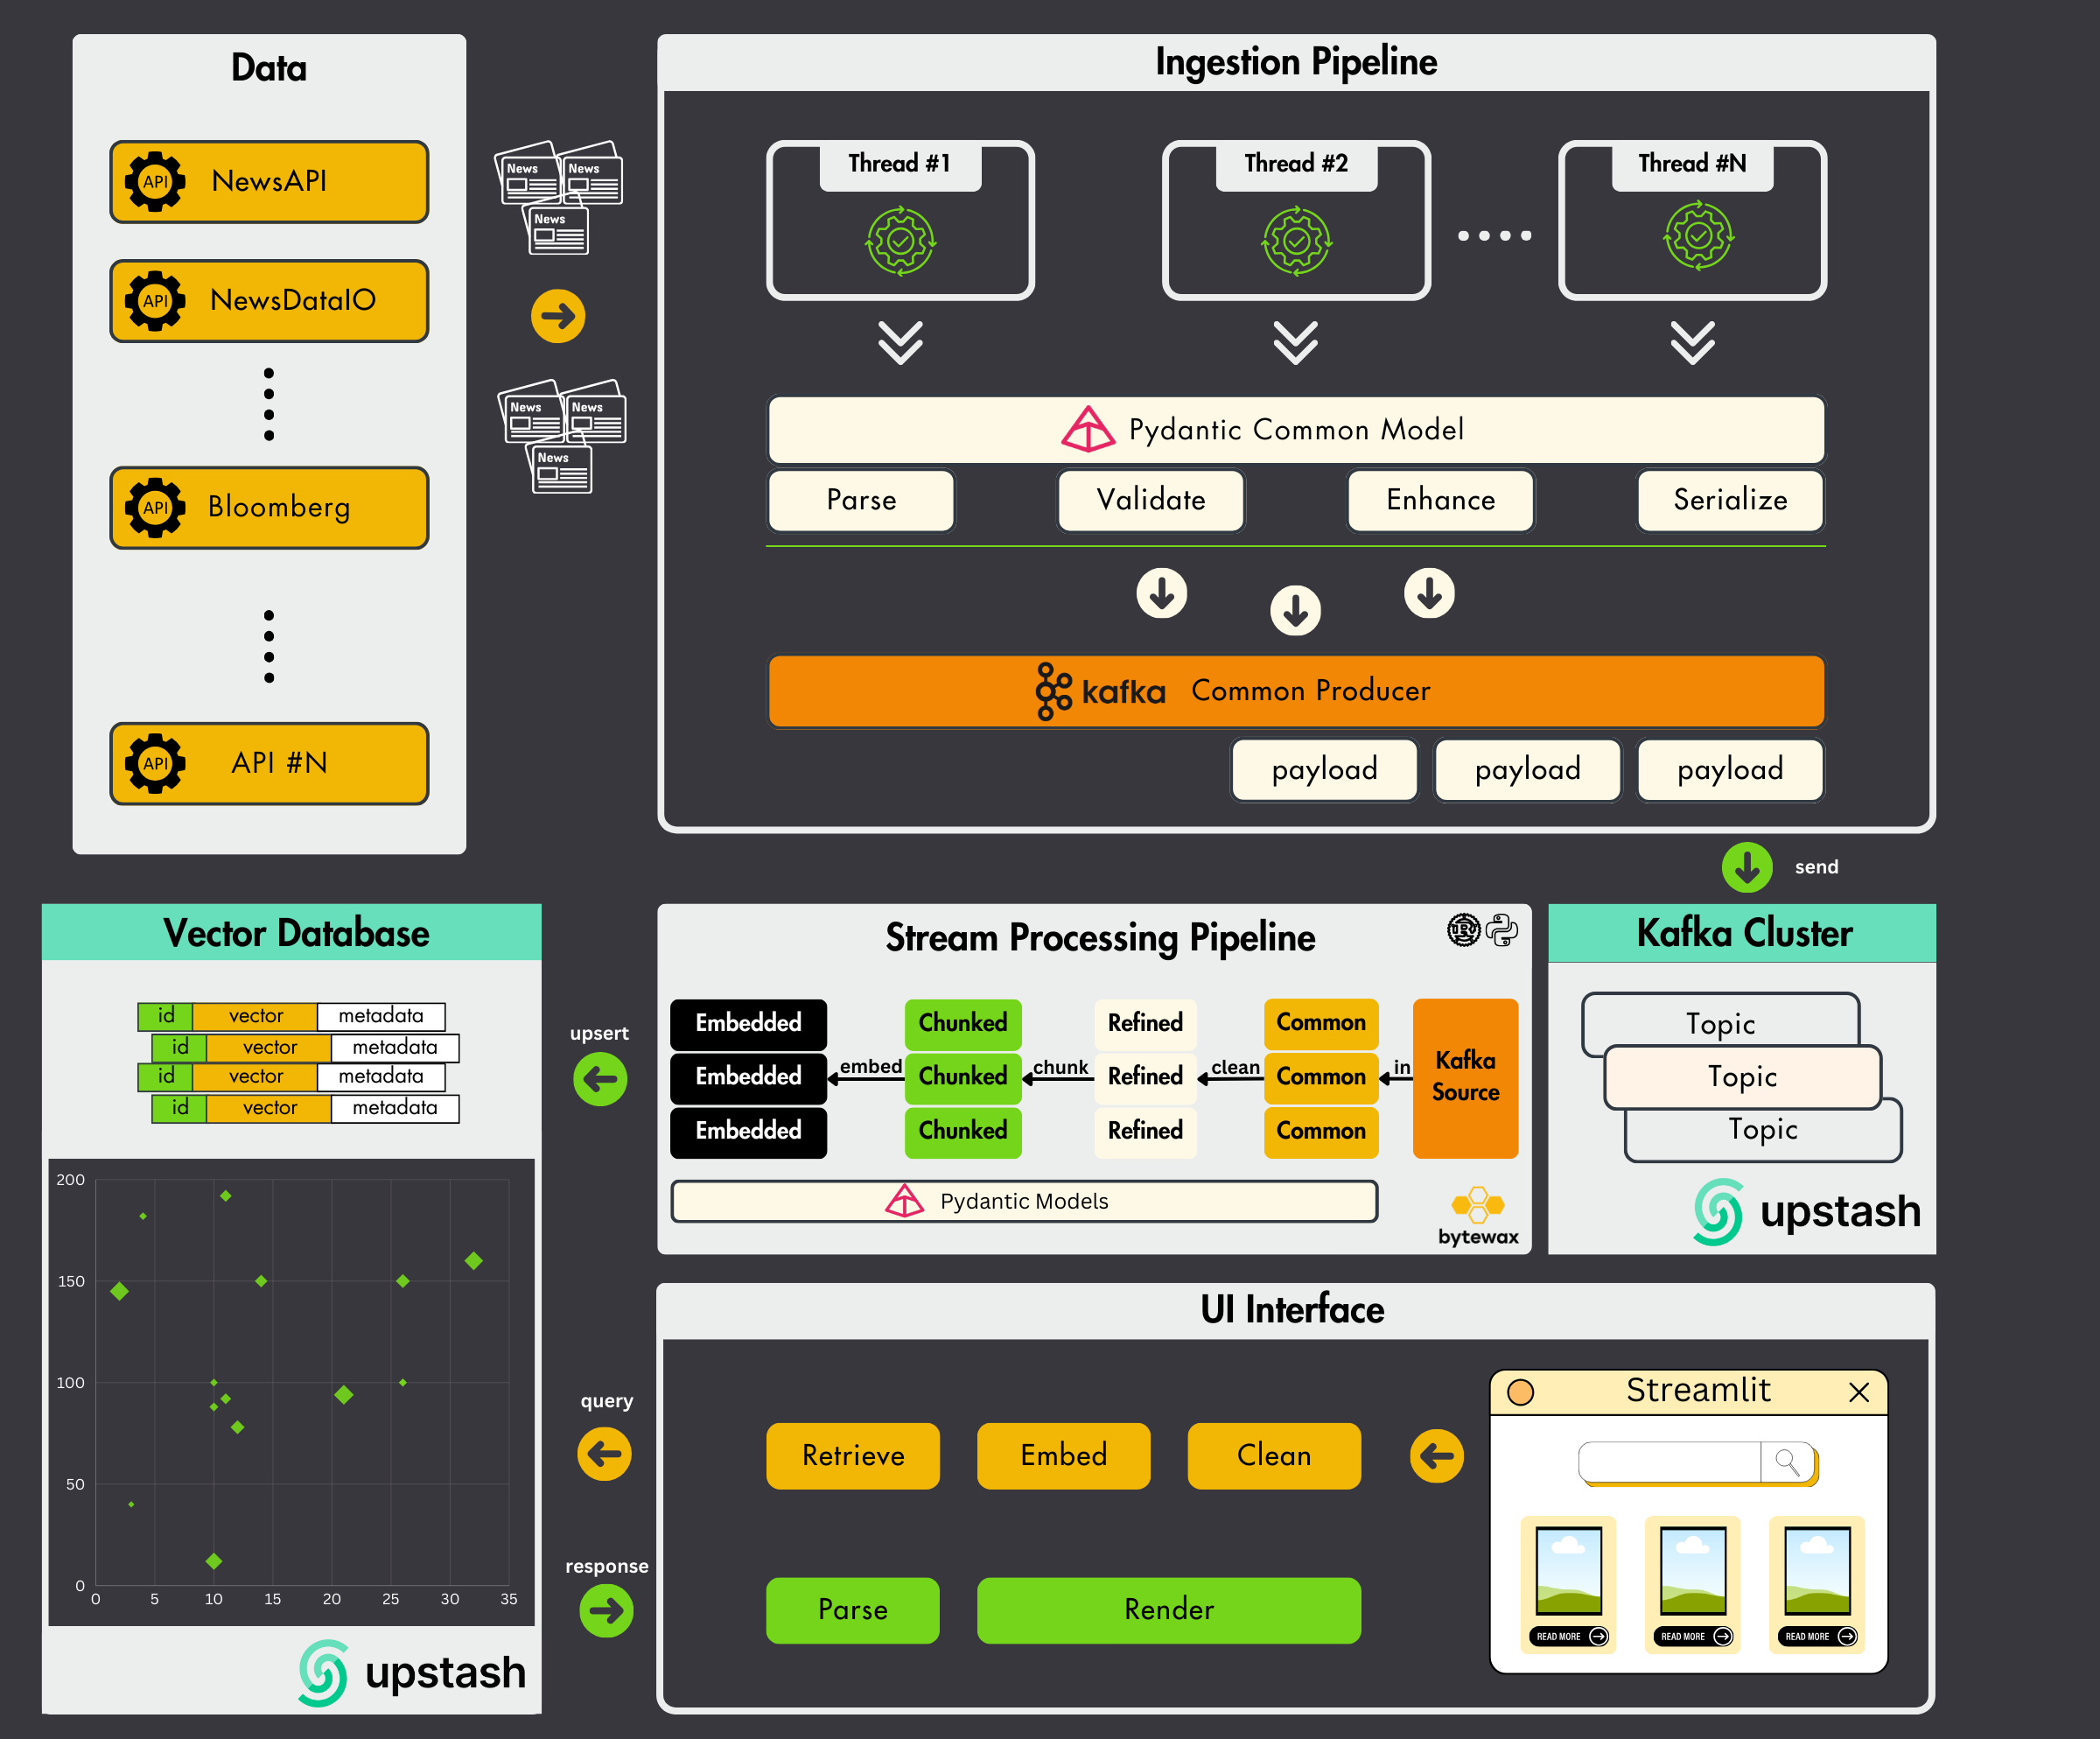 Data
API NewsAPI
API NewsDataIO
API Bloomberg
API API #N
News News
News
News News
News
Ingestion Pipeline
Thread #1
Thread #2
Thread #N
Pydantic Common Model
Parse
Validate
Enhance
Serialize
kafka Common Producer
payload
payload
payload
send
Kafka Cluster
Topic
Topic
Topic
upstash
Stream Processing Pipeline
R
Embedded Chunked Refined Common
Kafka
Source
Embedded embed Chunked chunk Refined clean Common in
Embedded Chunked Refined Common
Pydantic Models
bytewax
upsert
Vector Database
id vector metadata
id vector metadata
id vector metadata
id vector metadata
200
150
100
50
0
0 5 10 15 20 25 30 35
upstash
query
response
UI Interface
Retrieve
Embed
Clean
Parse
Render
Streamlit
READ MORE
READ MORE
READ MORE